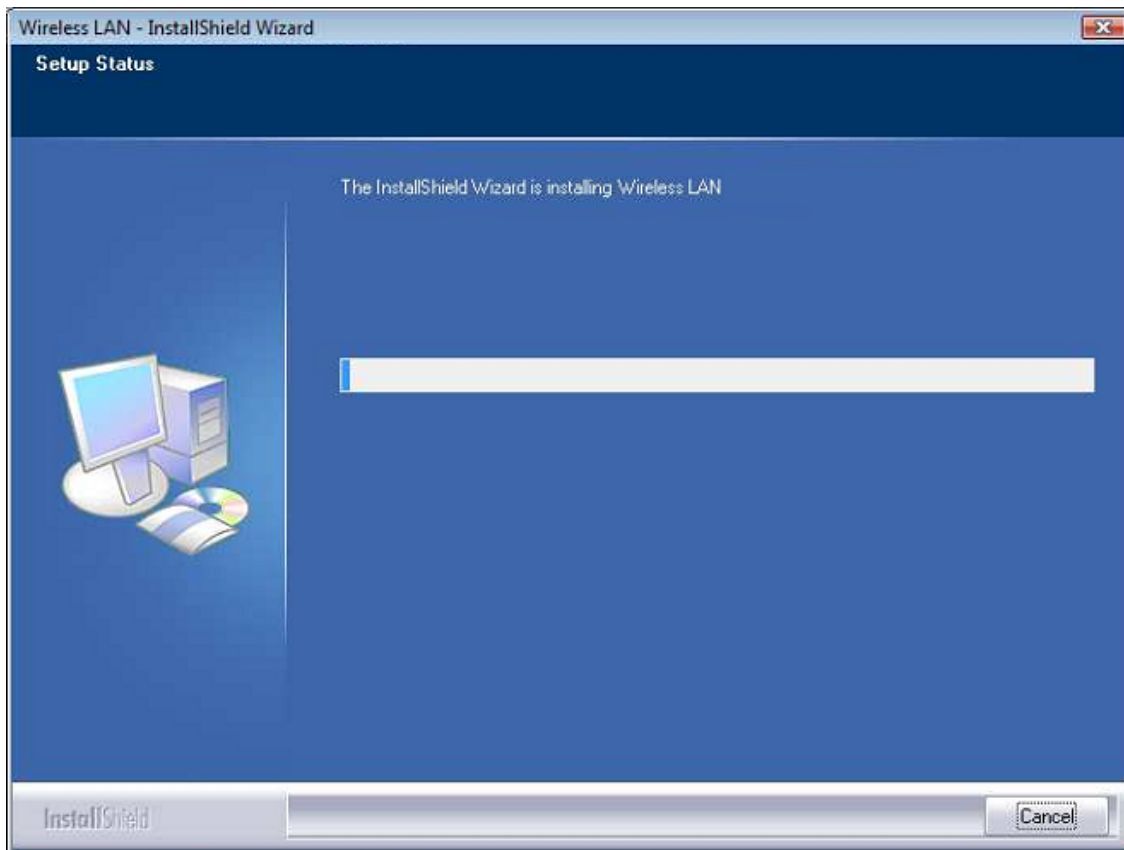 Wireless LAN - InstallShield Wizard
Setup Status
The InstallShield Wizard is installing Wireless LAN
InstallShield
Cancel